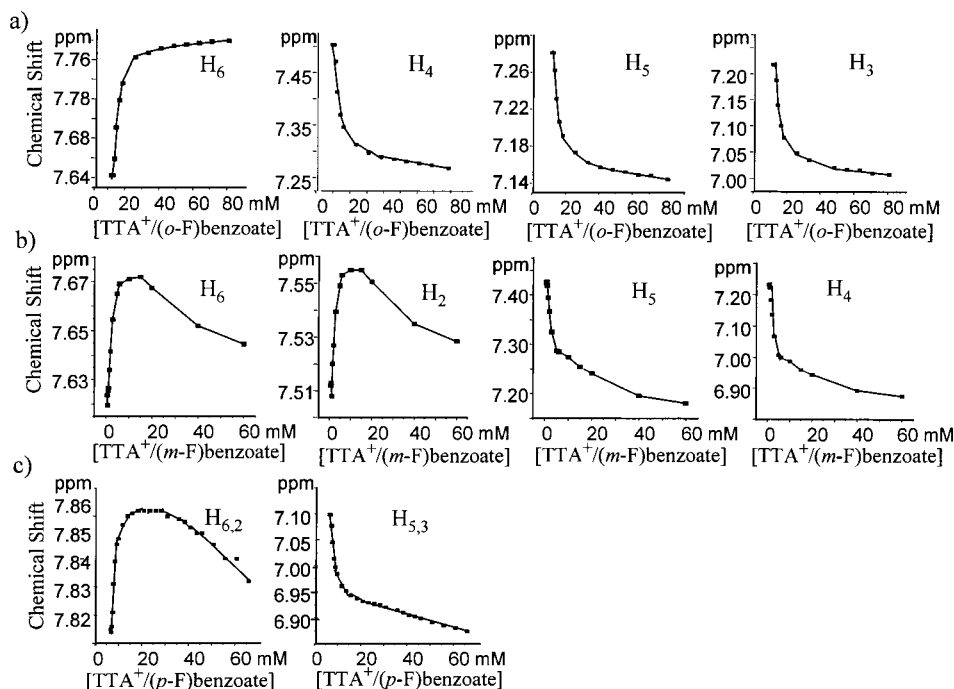 a)
ppm ppm ppm ppm
Chemical Shift
7.76 7.78 7.68 7.64
H6
0 20 40 60 80 mM
[TTA+/(o-F)benzoate]
7.45 7.35 7.25
H4
0 20 40 60 80 mM
[TTA+/(o-F)benzoate]
7.26 7.22 7.18 7.14
H5
0 20 40 60 80 mM
[TTA+/(o-F)benzoate]
7.20 7.15 7.10 7.05 7.00
H3
0 20 40 60 80 mM
[TTA+/(o-F)benzoate]
b)
ppm ppm ppm ppm
Chemical Shift
7.67 7.65 7.63
H6
0 20 40 60 mM
[TTA+/(m-F)benzoate]
7.55 7.53 7.51
H2
0 20 40 60 mM
[TTA+/(m-F)benzoate]
7.40 7.30 7.20
H5
0 20 40 60 mM
[TTA+/(m-F)benzoate]
7.20 7.10 7.00 6.90
H4
0 20 40 60 mM
[TTA+/(m-F)benzoate]
c)
ppm ppm
Chemical Shift
7.86 7.85 7.84 7.83 7.82
H6,2
0 20 40 60 mM
[TTA+/(p-F)benzoate]
7.10 7.05 7.00 6.95 6.90
H5,3
0 20 40 60 mM
[TTA+/(p-F)benzoate]